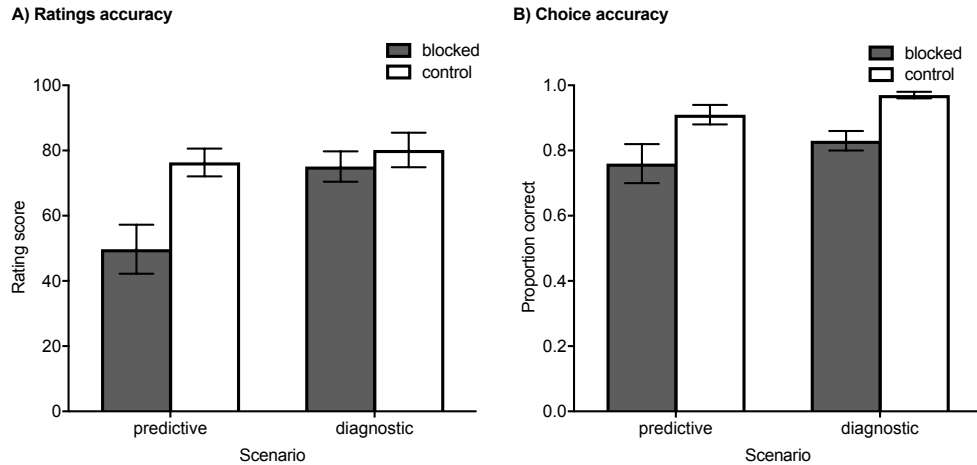 A) Ratings accuracy
blocked
control
100
80
60
40
20
0
Rating score
predictive
diagnostic
Scenario
B) Choice accuracy
blocked
control
1.0
0.8
0.6
0.4
0.2
0.0
Proportion correct
predictive
diagnostic
Scenario